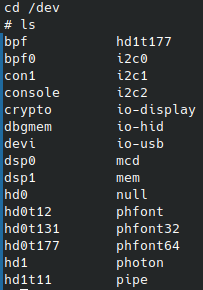 cd /dev
# ls
bpf hd1t177
bpf0 i2c0
con1 i2c1
console i2c2
crypto io-display
dbgmem io-hid
devi io-usb
dsp0 mcd
dsp1 mem
hd0 null
hd0t12 phfont
hd0t131 phfont32
hd0t177 phfont64
hd1 photon
hd1t11 pipe